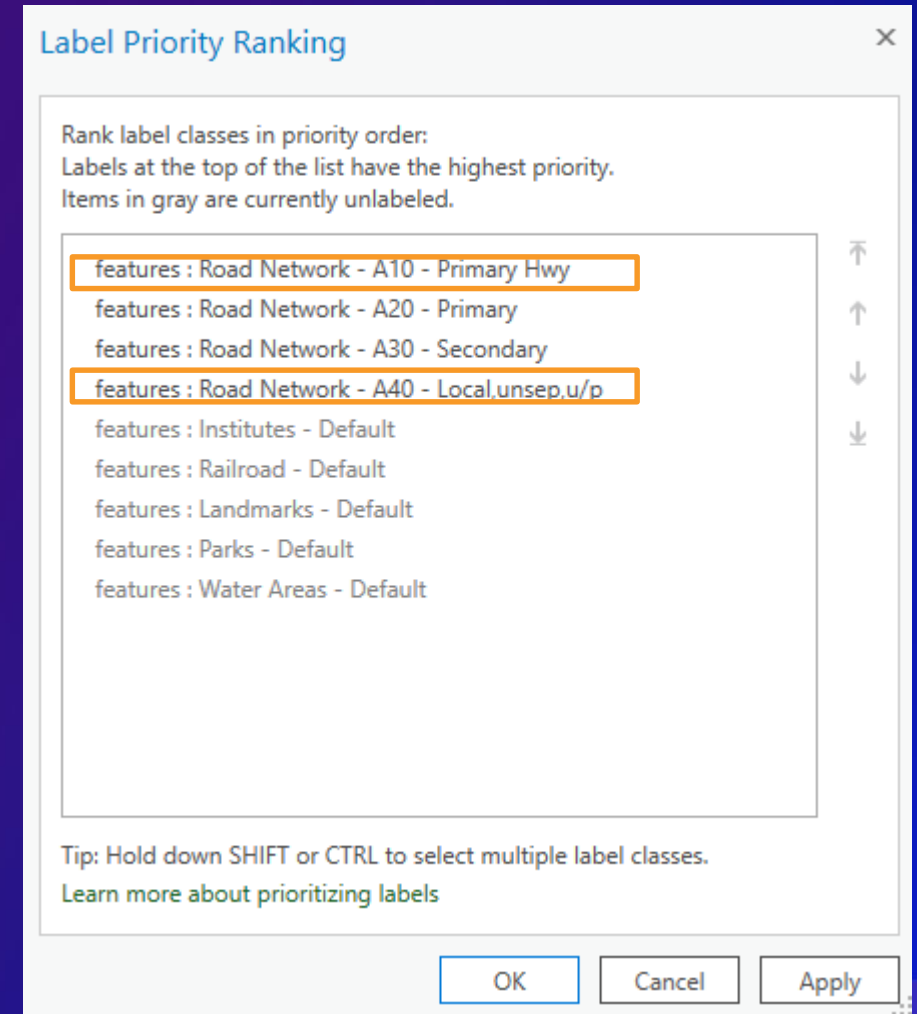 Label Priority Ranking
Rank label classes in priority order:
Labels at the top of the list have the highest priority.
Items in gray are currently unlabeled.
features : Road Network - A10 - Primary Hwy
features : Road Network - A20 - Primary
features : Road Network - A30 - Secondary
features : Road Network - A40 - Local,unsep,u/p
features : Institutes - Default
features : Railroad - Default
features : Landmarks - Default
features : Parks - Default
features : Water Areas - Default
Tip: Hold down SHIFT or CTRL to select multiple label classes.
Learn more about prioritizing labels
OK Cancel Apply